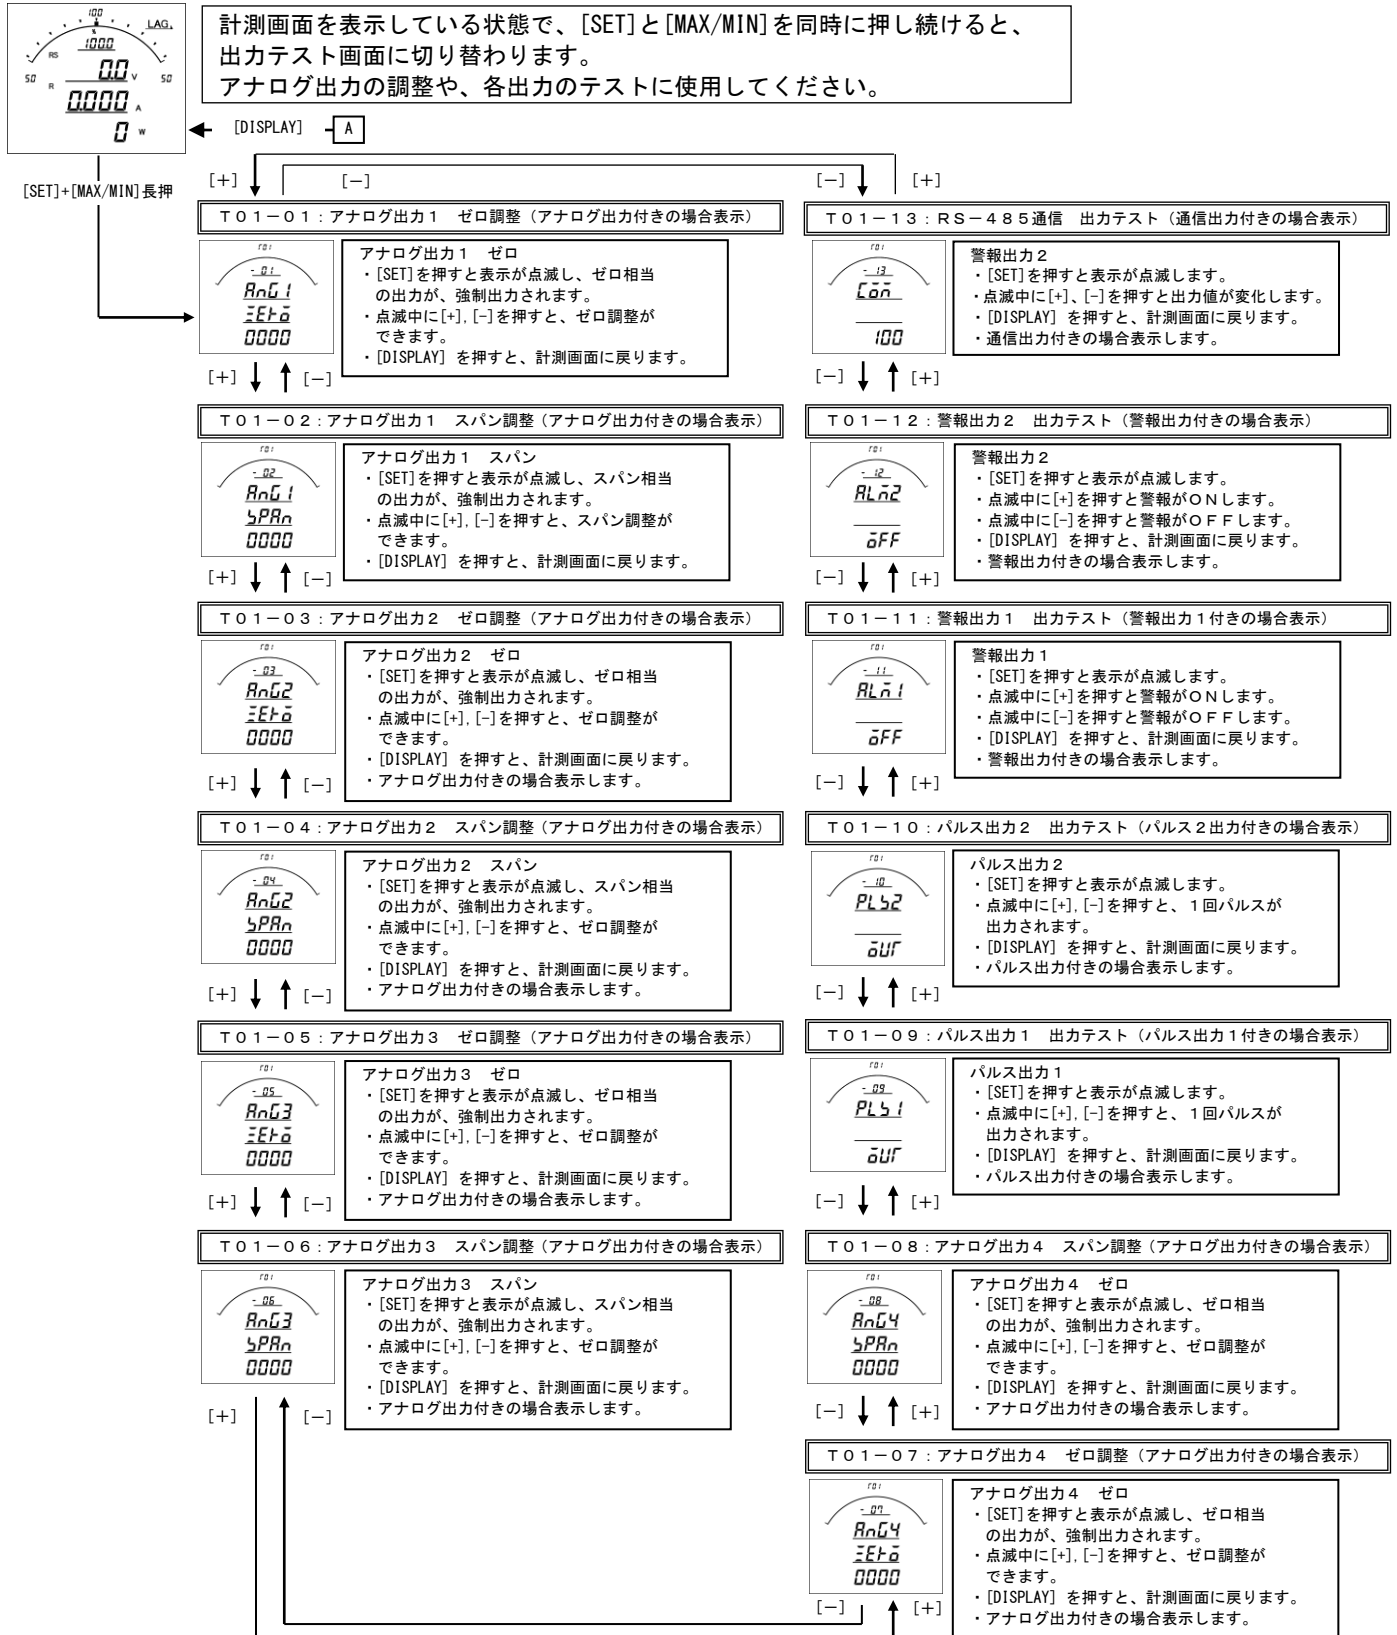 計測画面を表示している状態で、[SET]と[MAX/MIN]を同時に押し続けると、
出力テスト画面に切り替わります。
アナログ出力の調整や、各出力のテストに使用してください。
100
LAG
%
100.0
RS
50
0.0 V
50
R
0.000 A
0 W
[DISPLAY]
A
[SET]+[MAX/MIN]長押
[+]
[－]
T01－01：アナログ出力1　ゼロ調整（アナログ出力付きの場合表示）
T01
-01
ANG1
ZERO
0000
アナログ出力1　ゼロ
・[SET]を押すと表示が点滅し、ゼロ相当
の出力が、強制出力されます。
・点滅中に[+],[-]を押すと、ゼロ調整が
できます。
・[DISPLAY] を押すと、計測画面に戻ります。
[+]
[－]
T01－02：アナログ出力1　スパン調整（アナログ出力付きの場合表示）
T01
-02
ANG1
SPAN
0000
アナログ出力1　スパン
・[SET]を押すと表示が点滅し、スパン相当
の出力が、強制出力されます。
・点滅中に[+],[-]を押すと、スパン調整が
できます。
・[DISPLAY] を押すと、計測画面に戻ります。
[+]
[－]
T01－03：アナログ出力2　ゼロ調整（アナログ出力付きの場合表示）
T01
-03
ANG2
ZERO
0000
アナログ出力2　ゼロ
・[SET]を押すと表示が点滅し、ゼロ相当
の出力が、強制出力されます。
・点滅中に[+],[-]を押すと、ゼロ調整が
できます。
・[DISPLAY] を押すと、計測画面に戻ります。
・アナログ出力付きの場合表示します。
[+]
[－]
T01－04：アナログ出力2　スパン調整（アナログ出力付きの場合表示）
T01
-04
ANG2
SPAN
0000
アナログ出力2　スパン
・[SET]を押すと表示が点滅し、スパン相当
の出力が、強制出力されます。
・点滅中に[+],[-]を押すと、ゼロ調整が
できます。
・[DISPLAY] を押すと、計測画面に戻ります。
・アナログ出力付きの場合表示します。
[+]
[－]
T01－05：アナログ出力3　ゼロ調整（アナログ出力付きの場合表示）
T01
-05
ANG3
ZERO
0000
アナログ出力3　ゼロ
・[SET]を押すと表示が点滅し、ゼロ相当
の出力が、強制出力されます。
・点滅中に[+],[-]を押すと、ゼロ調整が
できます。
・[DISPLAY] を押すと、計測画面に戻ります。
・アナログ出力付きの場合表示します。
[+]
[－]
T01－06：アナログ出力3　スパン調整（アナログ出力付きの場合表示）
T01
-06
ANG3
SPAN
0000
アナログ出力3　スパン
・[SET]を押すと表示が点滅し、スパン相当
の出力が、強制出力されます。
・点滅中に[+],[-]を押すと、ゼロ調整が
できます。
・[DISPLAY] を押すと、計測画面に戻ります。
・アナログ出力付きの場合表示します。
[+]
[－]
[－]
[+]
T01－13：RS－485通信　出力テスト（通信出力付きの場合表示）
T01
-13
COM
100
警報出力2
・[SET]を押すと表示が点滅します。
・点滅中に[+]、[-]を押すと出力値が変化します。
・[DISPLAY] を押すと、計測画面に戻ります。
・通信出力付きの場合表示します。
[－]
[+]
T01－12：警報出力2　出力テスト（警報出力付きの場合表示）
T01
-12
ALM2
OFF
警報出力2
・[SET]を押すと表示が点滅します。
・点滅中に[+]を押すと警報がONします。
・点滅中に[-]を押すと警報がOFFします。
・[DISPLAY] を押すと、計測画面に戻ります。
・警報出力付きの場合表示します。
[－]
[+]
T01－11：警報出力1　出力テスト（警報出力1付きの場合表示）
T01
-11
ALM1
OFF
警報出力1
・[SET]を押すと表示が点滅します。
・点滅中に[+]を押すと警報がONします。
・点滅中に[-]を押すと警報がOFFします。
・[DISPLAY] を押すと、計測画面に戻ります。
・警報出力付きの場合表示します。
[－]
[+]
T01－10：パルス出力2　出力テスト（パルス2出力付きの場合表示）
T01
-10
PLS2
OUT
パルス出力2
・[SET]を押すと表示が点滅します。
・点滅中に[+],[-]を押すと、1回パルスが
出力されます。
・[DISPLAY] を押すと、計測画面に戻ります。
・パルス出力付きの場合表示します。
[－]
[+]
T01－09：パルス出力1　出力テスト（パルス出力1付きの場合表示）
T01
-09
PLS1
OUT
パルス出力1
・[SET]を押すと表示が点滅します。
・点滅中に[+],[-]を押すと、1回パルスが
出力されます。
・[DISPLAY] を押すと、計測画面に戻ります。
・パルス出力付きの場合表示します。
[－]
[+]
T01－08：アナログ出力4　スパン調整（アナログ出力付きの場合表示）
T01
-08
ANG4
SPAN
0000
アナログ出力4　ゼロ
・[SET]を押すと表示が点滅し、ゼロ相当
の出力が、強制出力されます。
・点滅中に[+],[-]を押すと、ゼロ調整が
できます。
・[DISPLAY] を押すと、計測画面に戻ります。
・アナログ出力付きの場合表示します。
[－]
[+]
T01－07：アナログ出力4　ゼロ調整（アナログ出力付きの場合表示）
T01
-07
ANG4
ZERO
0000
アナログ出力4　ゼロ
・[SET]を押すと表示が点滅し、ゼロ相当
の出力が、強制出力されます。
・点滅中に[+],[-]を押すと、ゼロ調整が
できます。
・[DISPLAY] を押すと、計測画面に戻ります。
・アナログ出力付きの場合表示します。
[－]
[+]